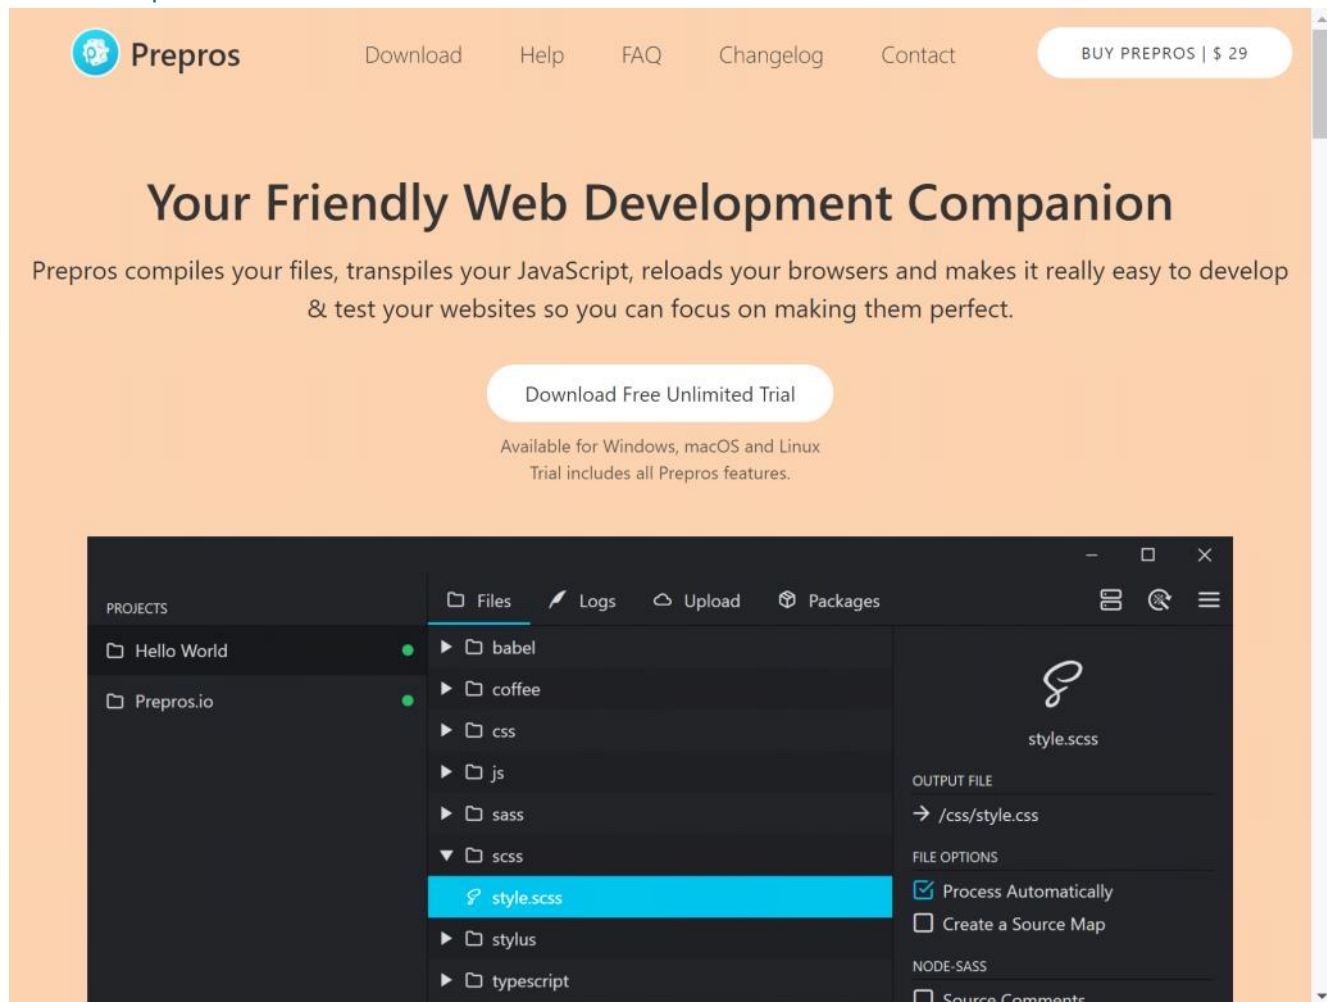 Prepros
Download
Help
FAQ
Changelog
Contact
BUY PREPROS | $ 29
Your Friendly Web Development Companion
Prepros compiles your files, transpiles your JavaScript, reloads your browsers and makes it really easy to develop
& test your websites so you can focus on making them perfect.
Download Free Unlimited Trial
Available for Windows, macOS and Linux
Trial includes all Prepros features.
PROJECTS
Hello World
Prepros.io
Files
Logs
Upload
Packages
babel
coffee
css
js
sass
scss
style.scss
stylus
typescript
style.scss
OUTPUT FILE
/css/style.css
FILE OPTIONS
Process Automatically
Create a Source Map
NODE-SASS
Source Comments